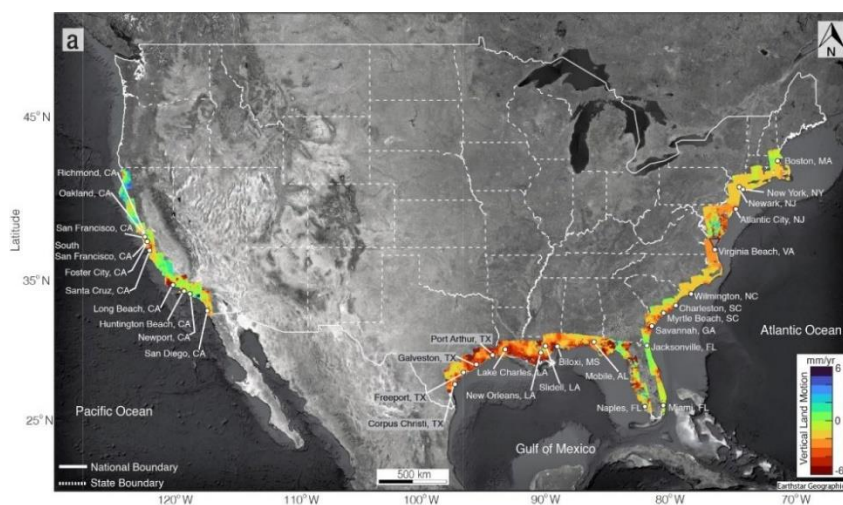 a
N
45°N
35°N
25°N
Latitude
Richmond, CA
Oakland, CA
San Francisco, CA
South
San Francisco, CA
Foster City, CA
Santa Cruz, CA
Long Beach, CA
Huntington Beach, CA
Newport, CA
San Diego, CA
Port Arthur, TX
Galveston, TX
Lake Charles, LA
Freeport, TX
New Orleans, LA
Corpus Christi, TX
Biloxi, MS
Slidell, LA
Mobile, AL
Naples, FL
Miami, FL
Boston, MA
New York, NY
Newark, NJ
Atlantic City, NJ
Virginia Beach, VA
Wilmington, NC
Charleston, SC
Myrtle Beach, SC
Savannah, GA
Jacksonville, FL
Atlantic Ocean
Pacific Ocean
Gulf of Mexico
National Boundary
State Boundary
500 km
mm/yr
6
0
-6
Vertical Land Motion
Earthstar Geographic
120°W
110°W
100°W
90°W
80°W
70°W